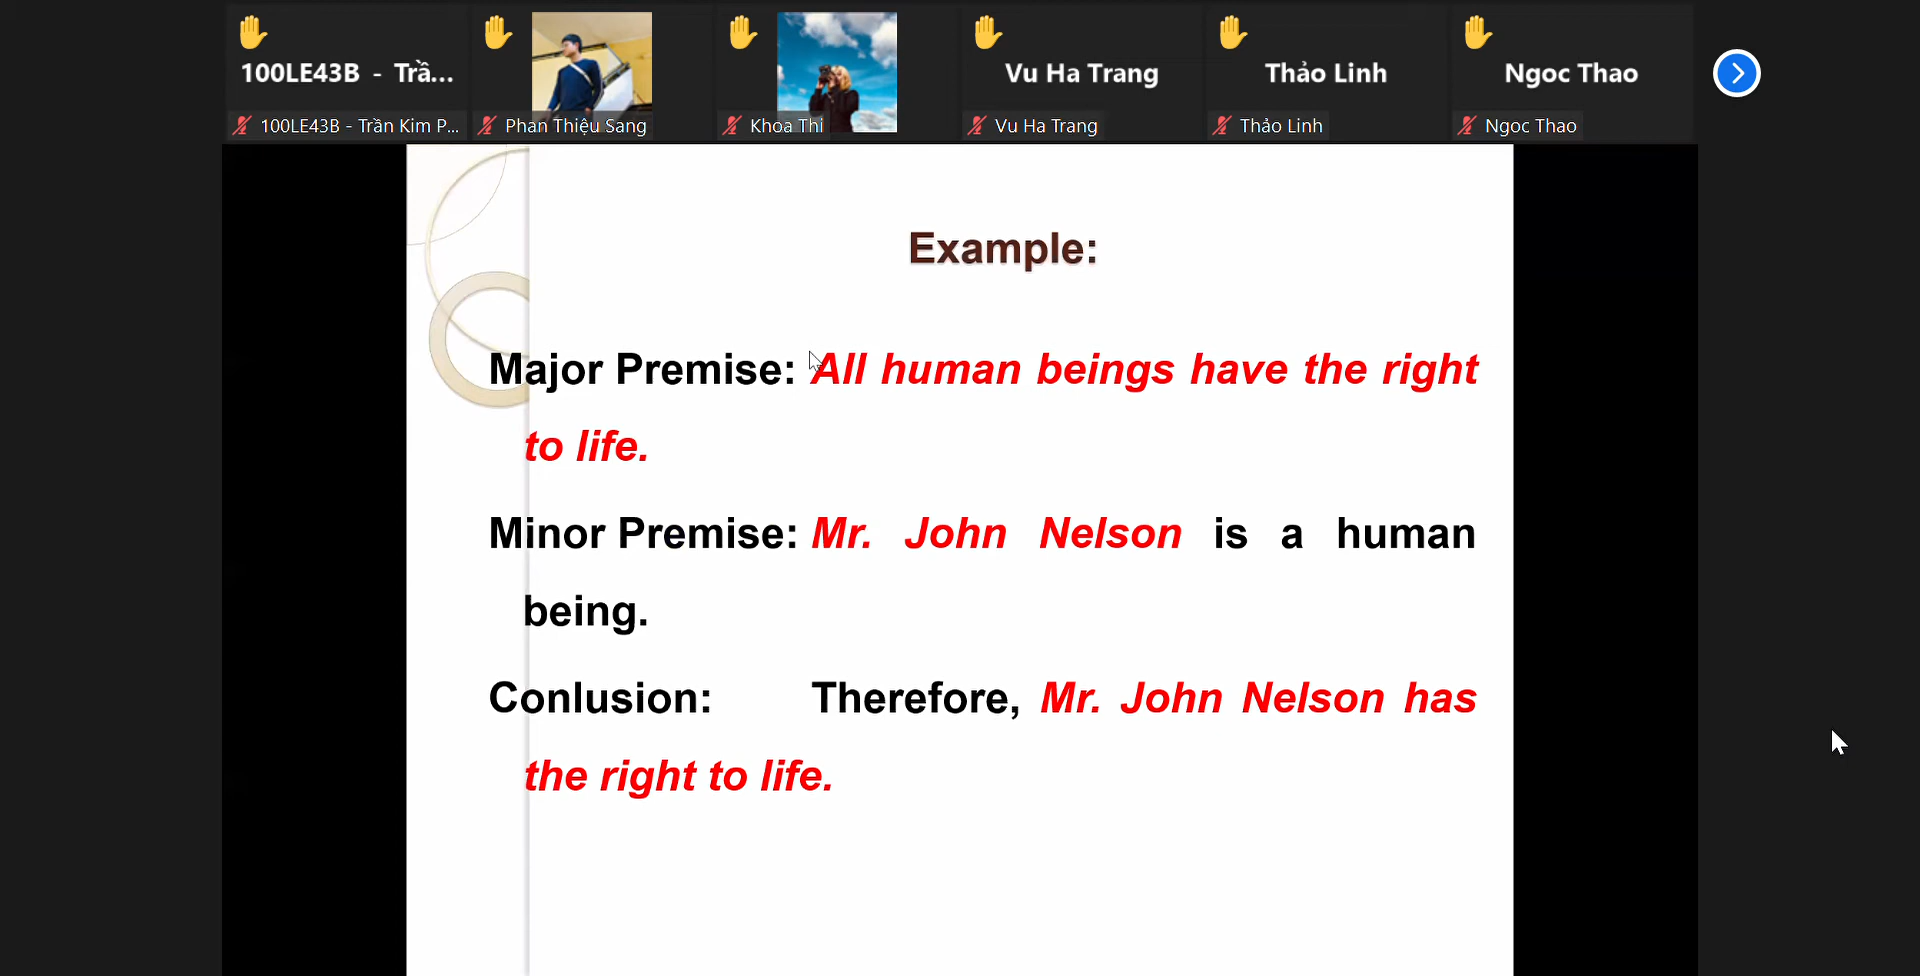 100LE43B - Trầ...
Vu Ha Trang
Thảo Linh
Ngoc Thao
100LE43B - Trần Kim P...
Phan Thiệu Sang
Khoa Thi
Vu Ha Trang
Thảo Linh
Ngoc Thao
Example:
Major Premise: All human beings have the right
to life.
Minor Premise: Mr. John Nelson is a human
being.
Conlusion: Therefore, Mr. John Nelson has
the right to life.